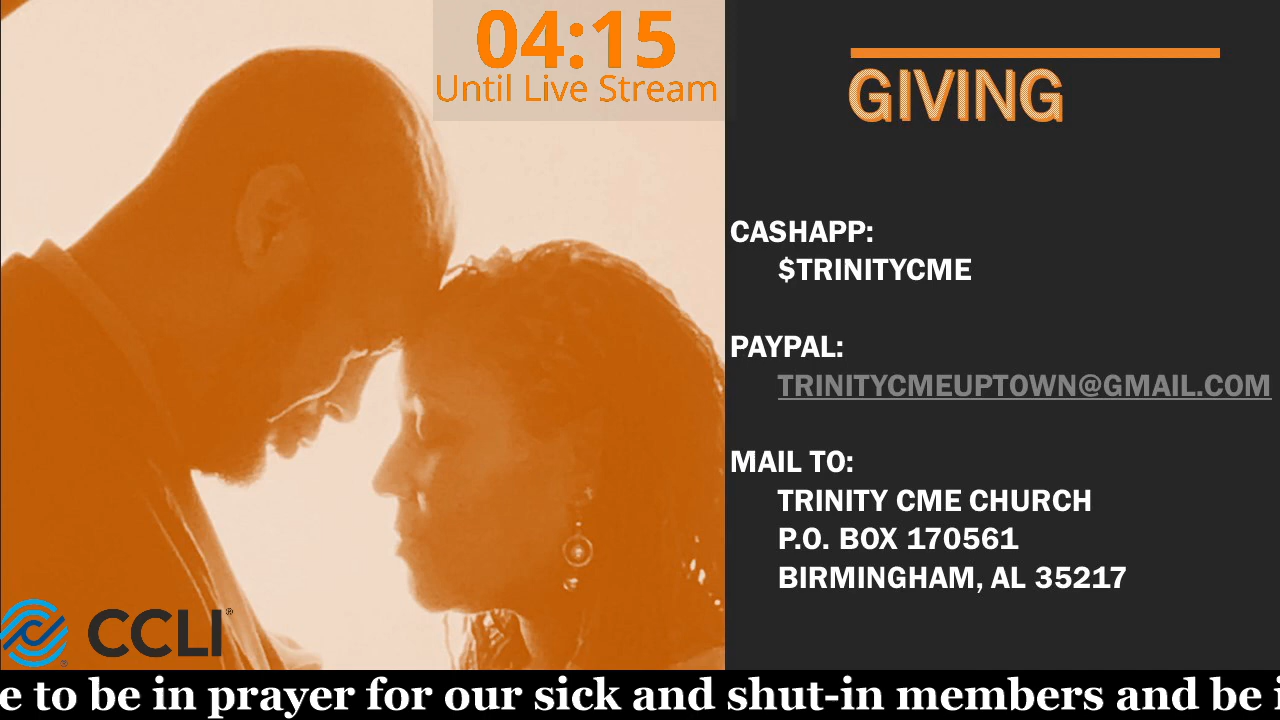 04:15
Until Live Stream
GIVING
CASHAPP:
$TRINITYCME
PAYPAL:
TRINITYCMEUPTOWN@GMAIL.COM
MAIL TO:
TRINITY CME CHURCH
P.O. BOX 170561
BIRMINGHAM, AL 35217
CCLI®
e to be in prayer for our sick and shut-in members and be i